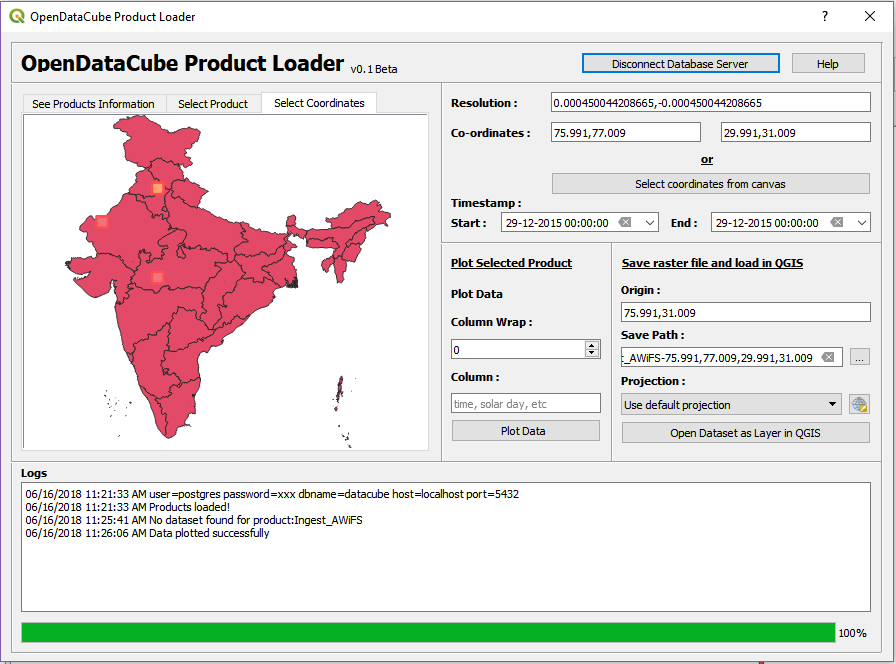 OpenDataCube Product Loader
?
OpenDataCube Product Loader v0.1 Beta
Disconnect Database Server
Help
See Products Information
Select Product
Select Coordinates
Resolution :
0.000450044208665,-0.000450044208665
Co-ordinates :
75.991,77.009
29.991,31.009
or
Select coordinates from canvas
Timestamp :
Start :
29-12-2015 00:00:00
End :
29-12-2015 00:00:00
Plot Selected Product
Plot Data
Column Wrap :
0
Column :
time, solar day, etc
Plot Data
Save raster file and load in QGIS
Origin :
75.991,31.009
Save Path :
_AWiFS-75.991,77.009,29.991,31.009
...
Projection :
Use default projection
Open Dataset as Layer in QGIS
Logs
06/16/2018 11:21:33 AM user=postgres password=xxx dbname=datacube host=localhost port=5432
06/16/2018 11:21:33 AM Products loaded!
06/16/2018 11:25:41 AM No dataset found for product:Ingest_AWiFS
06/16/2018 11:26:06 AM Data plotted successfully
100%